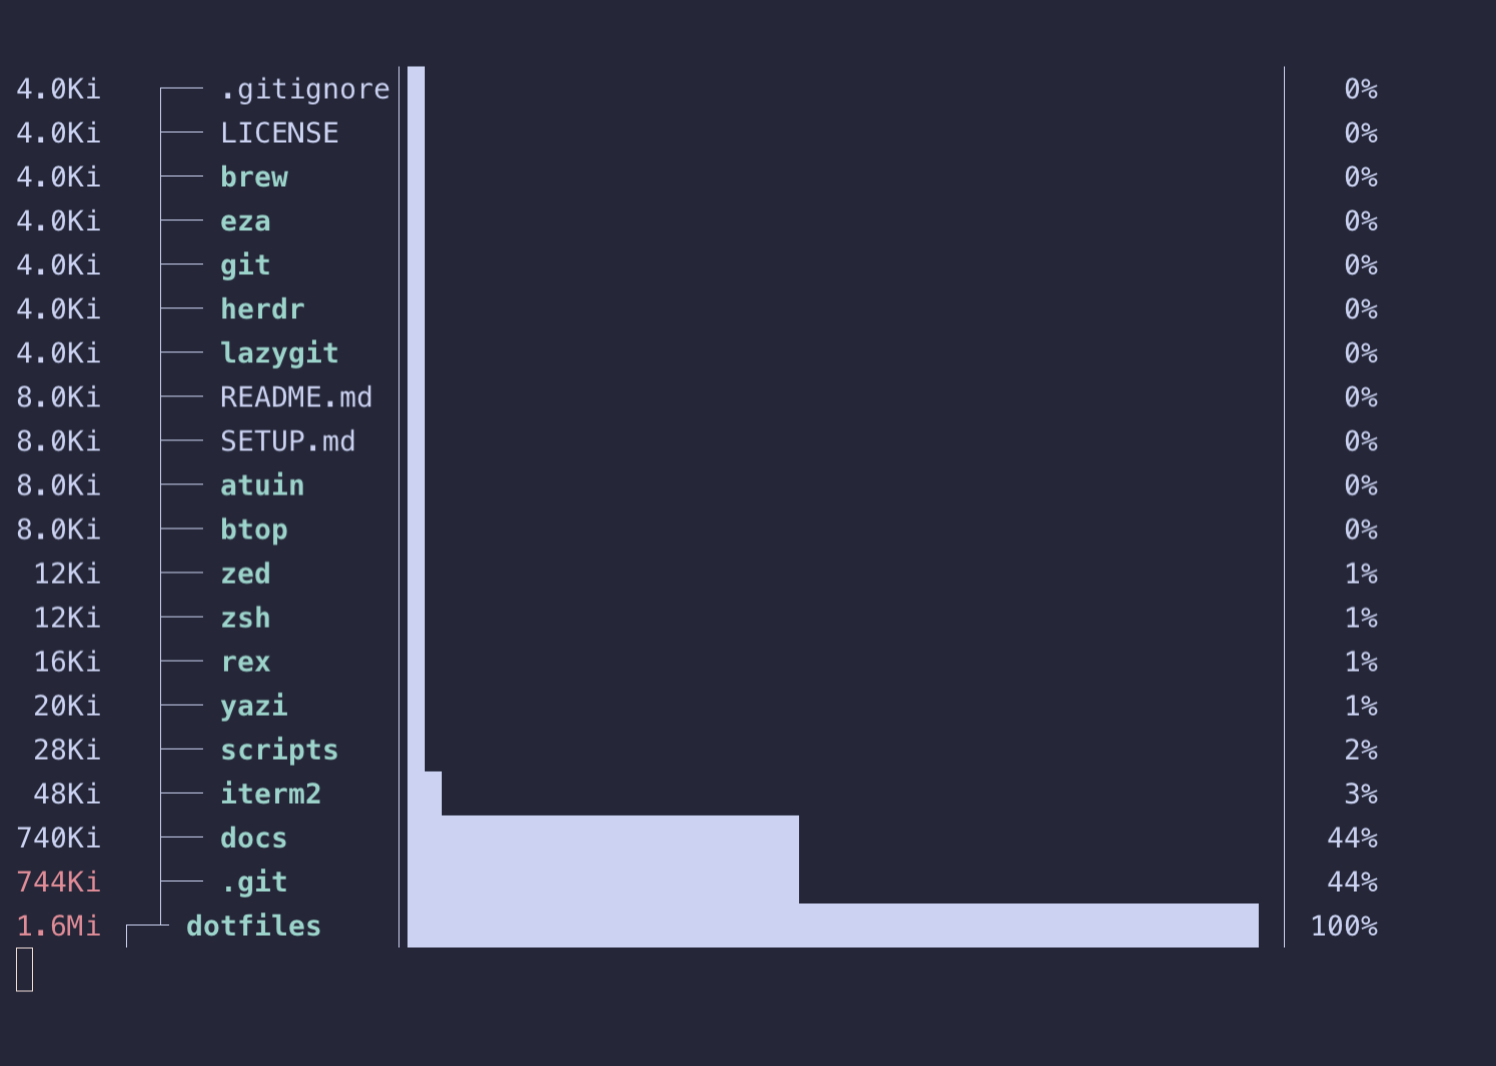 4.0Ki .gitignore 0%
4.0Ki LICENSE 0%
4.0Ki brew 0%
4.0Ki eza 0%
4.0Ki git 0%
4.0Ki herdr 0%
4.0Ki lazygit 0%
8.0Ki README.md 0%
8.0Ki SETUP.md 0%
8.0Ki atuin 0%
8.0Ki btop 0%
12Ki zed 1%
12Ki zsh 1%
16Ki rex 1%
20Ki yazi 1%
28Ki scripts 2%
48Ki iterm2 3%
740Ki docs 44%
744Ki .git 44%
1.6Mi dotfiles 100%